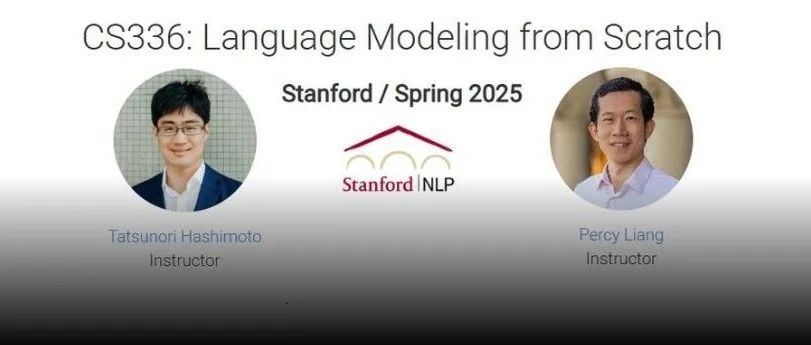 CS336: Language Modeling from Scratch
Stanford / Spring 2025
Stanford NLP
Tatsunori Hashimoto
Instructor
Percy Liang
Instructor